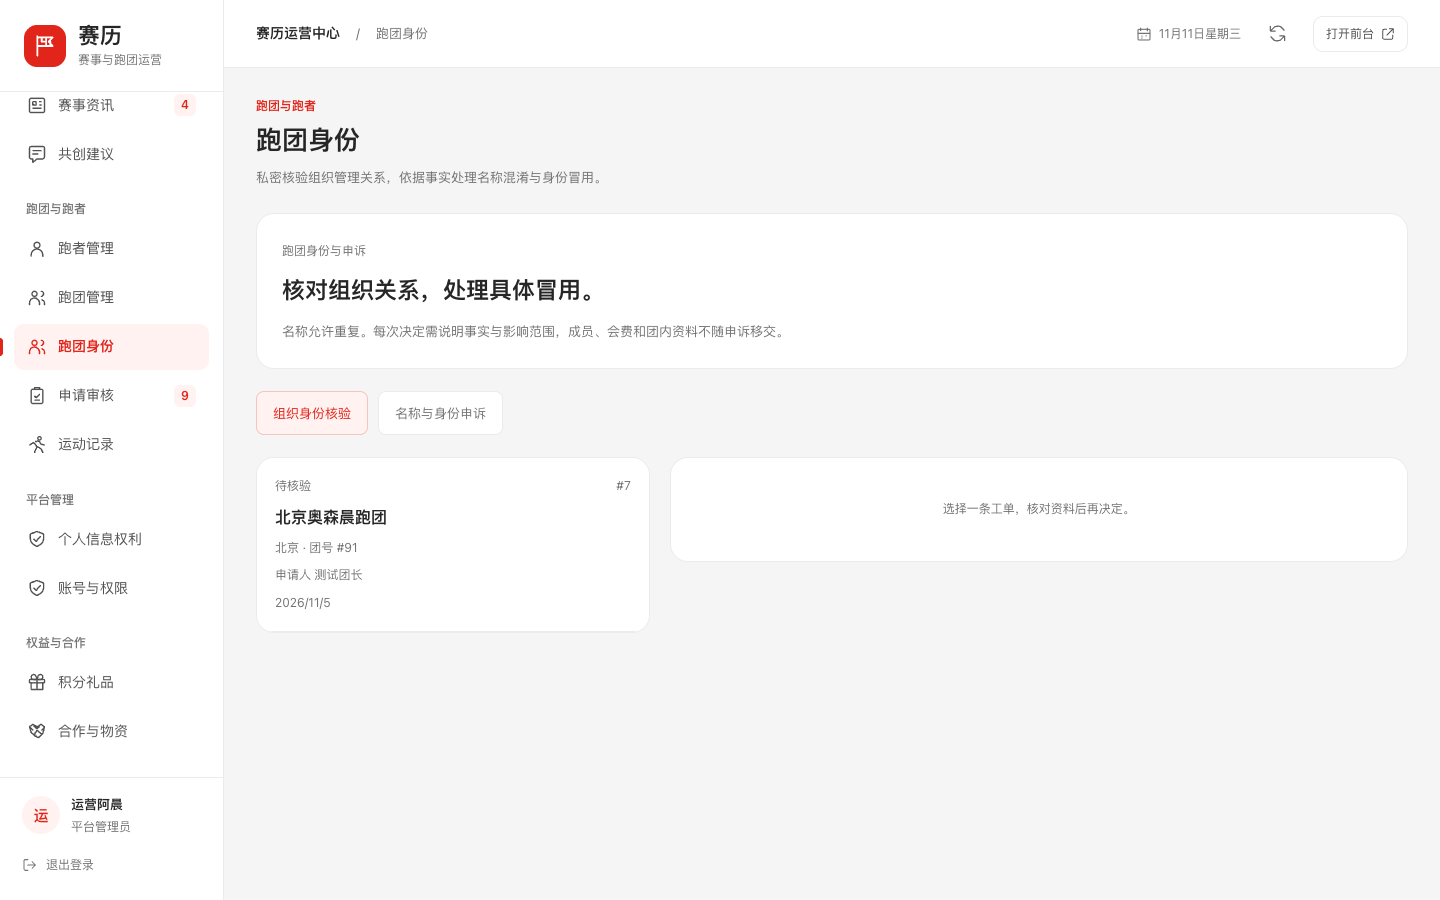 赛历
赛事与跑团运营
赛事资讯
4
共创建议
跑团与跑者
跑者管理
跑团管理
跑团身份
申请审核
9
运动记录
平台管理
个人信息权利
账号与权限
权益与合作
积分礼品
合作与物资
运
运营阿晨
平台管理员
退出登录
赛历运营中心 / 跑团身份
11月11日星期三
打开前台
跑团与跑者
跑团身份
私密核验组织管理关系，依据事实处理名称混淆与身份冒用。
跑团身份与申诉
核对组织关系，处理具体冒用。
名称允许重复。每次决定需说明事实与影响范围，成员、会费和团内资料不随申诉移交。
组织身份核验
名称与身份申诉
待核验
#7
北京奥森晨跑团
北京 · 团号 #91
申请人 测试团长
2026/11/5
选择一条工单，核对资料后再决定。